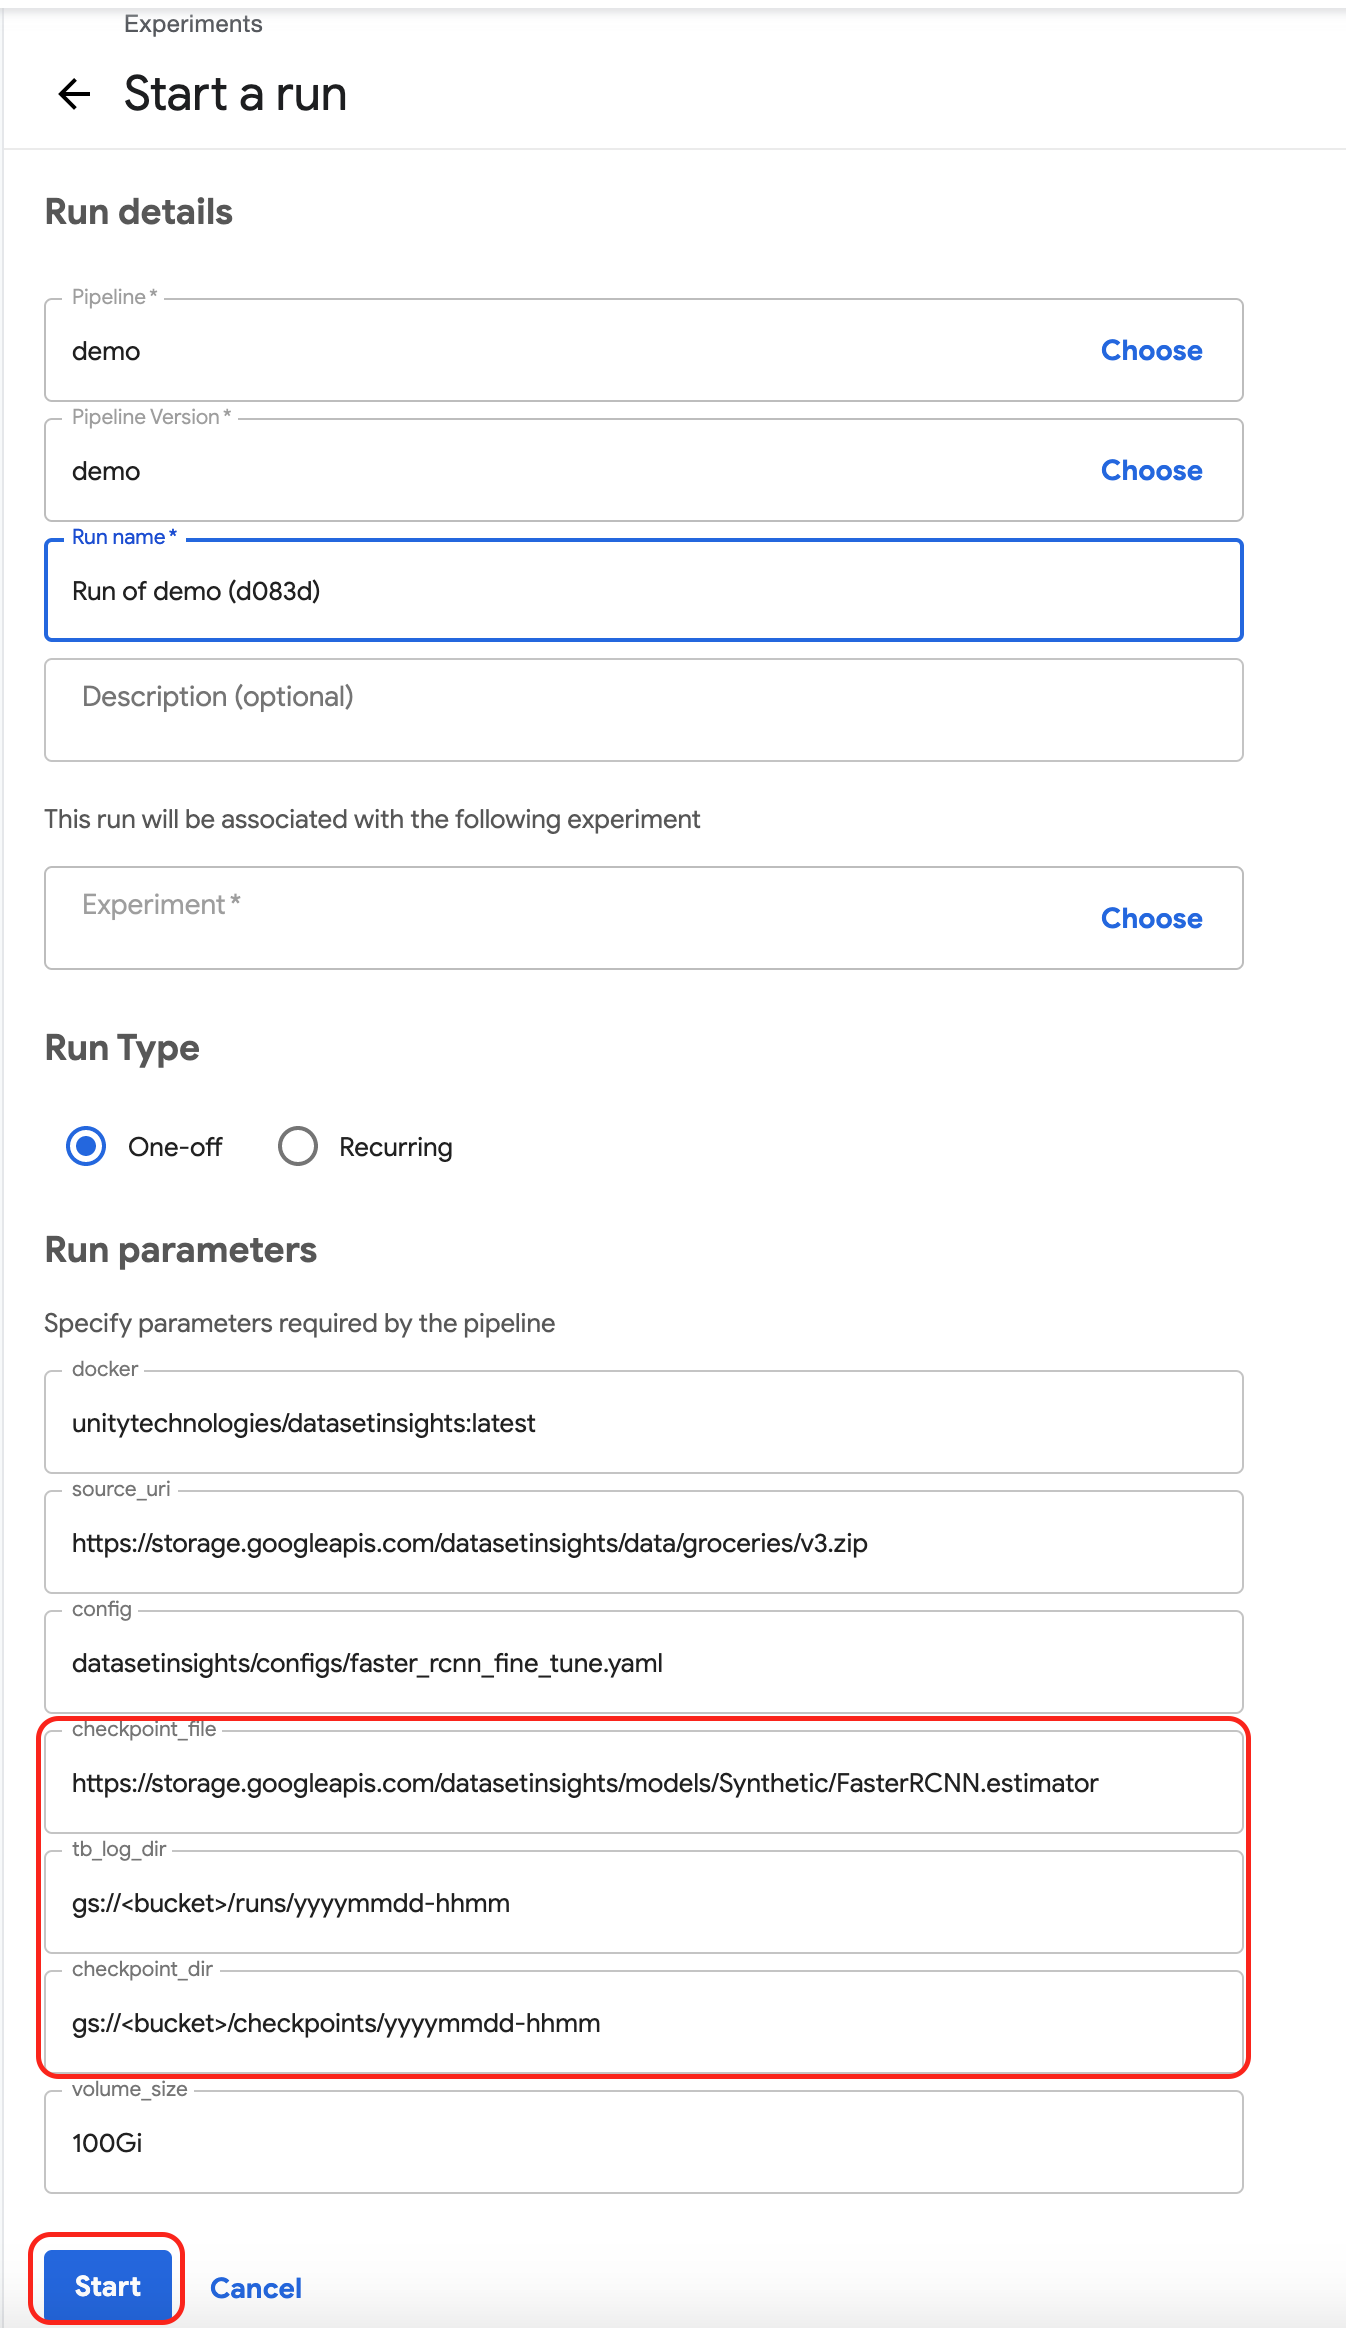 Experiments
Start a run
Run details
Pipeline *
demo
Choose
Pipeline Version *
demo
Choose
Run name *
Run of demo (d083d)
Description (optional)
This run will be associated with the following experiment
Experiment *
Choose
Run Type
One-off
Recurring
Run parameters
Specify parameters required by the pipeline
docker
unitytechnologies/datasetinsights:latest
source_uri
https://storage.googleapis.com/datasetinsights/data/groceries/v3.zip
config
datasetinsights/configs/faster_rcnn_fine_tune.yaml
checkpoint_file
https://storage.googleapis.com/datasetinsights/models/Synthetic/FasterRCNN.estimator
tb_log_dir
gs://<bucket>/runs/yyyymmdd-hhmm
checkpoint_dir
gs://<bucket>/checkpoints/yyyymmdd-hhmm
volume_size
100Gi
Start
Cancel